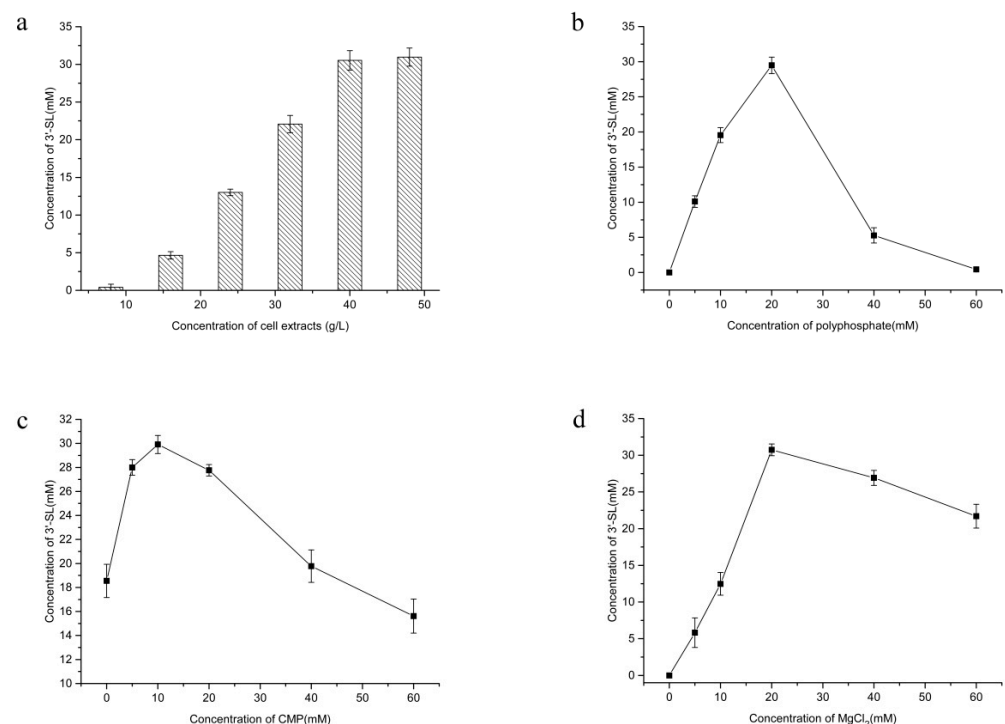 a
35
30
25
20
15
10
5
0
Concentration of 3'-SL(mM)
10 20 30 40 50
Concentration of cell extracts (g/L)
b
35
30
25
20
15
10
5
0
Concentration of 3'-SL(mM)
0 10 20 30 40 50 60
Concentration of polyphosphate(mM)
c
32
30
28
26
24
22
20
18
16
14
12
10
Concentration of 3'-SL(mM)
0 10 20 30 40 50 60
Concentration of CMP(mM)
d
35
30
25
20
15
10
5
0
Concentration of 3'-SL(mM)
0 10 20 30 40 50 60
Concentration of MgCl₂(mM)